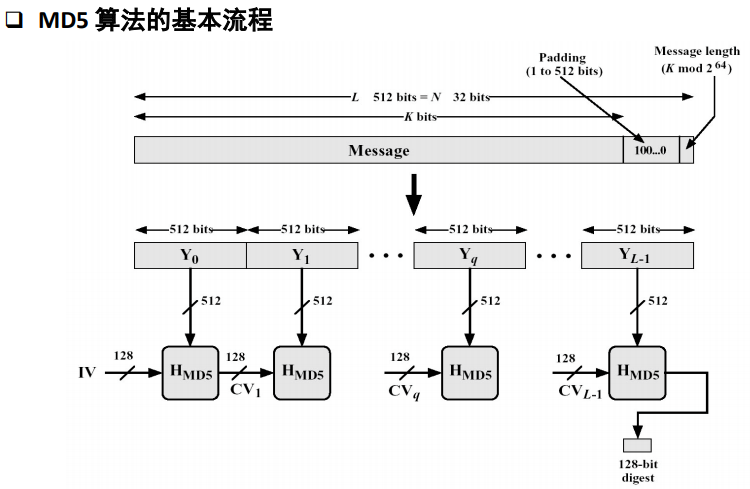 ❑ MD5 算法的基本流程
Padding
(1 to 512 bits)
Message length
(K mod 2^64)
L 512 bits = N 32 bits
K bits
Message
100...0
512 bits
512 bits
512 bits
512 bits
Y0
Y1
• • •
Yq
• • •
YL-1
512
512
512
512
IV
128
HMD5
128
CV1
HMD5
128
CVq
HMD5
128
CVL-1
HMD5
128-bit
digest